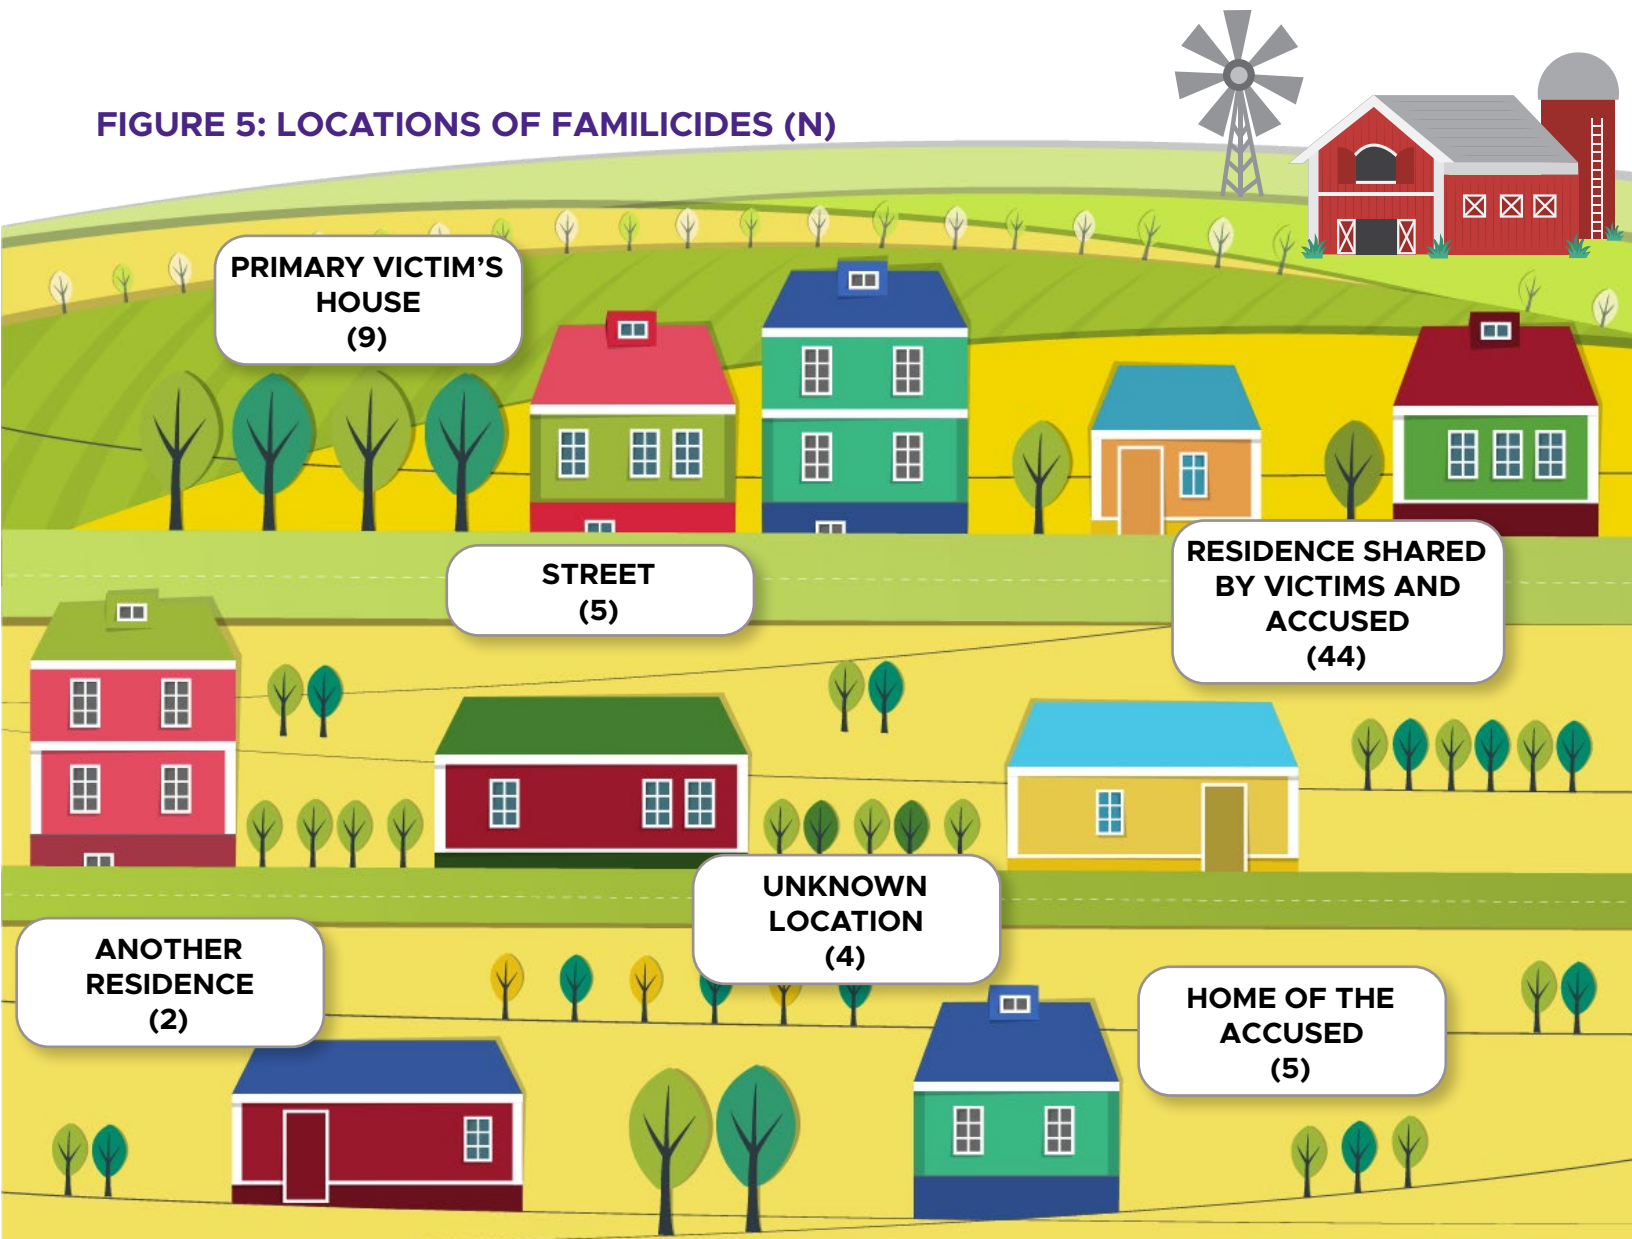 FIGURE 5: LOCATIONS OF FAMILICIDES (N)
PRIMARY VICTIM’S
HOUSE
(9)
STREET
(5)
RESIDENCE SHARED
BY VICTIMS AND
ACCUSED
(44)
UNKNOWN
LOCATION
(4)
ANOTHER
RESIDENCE
(2)
HOME OF THE
ACCUSED
(5)